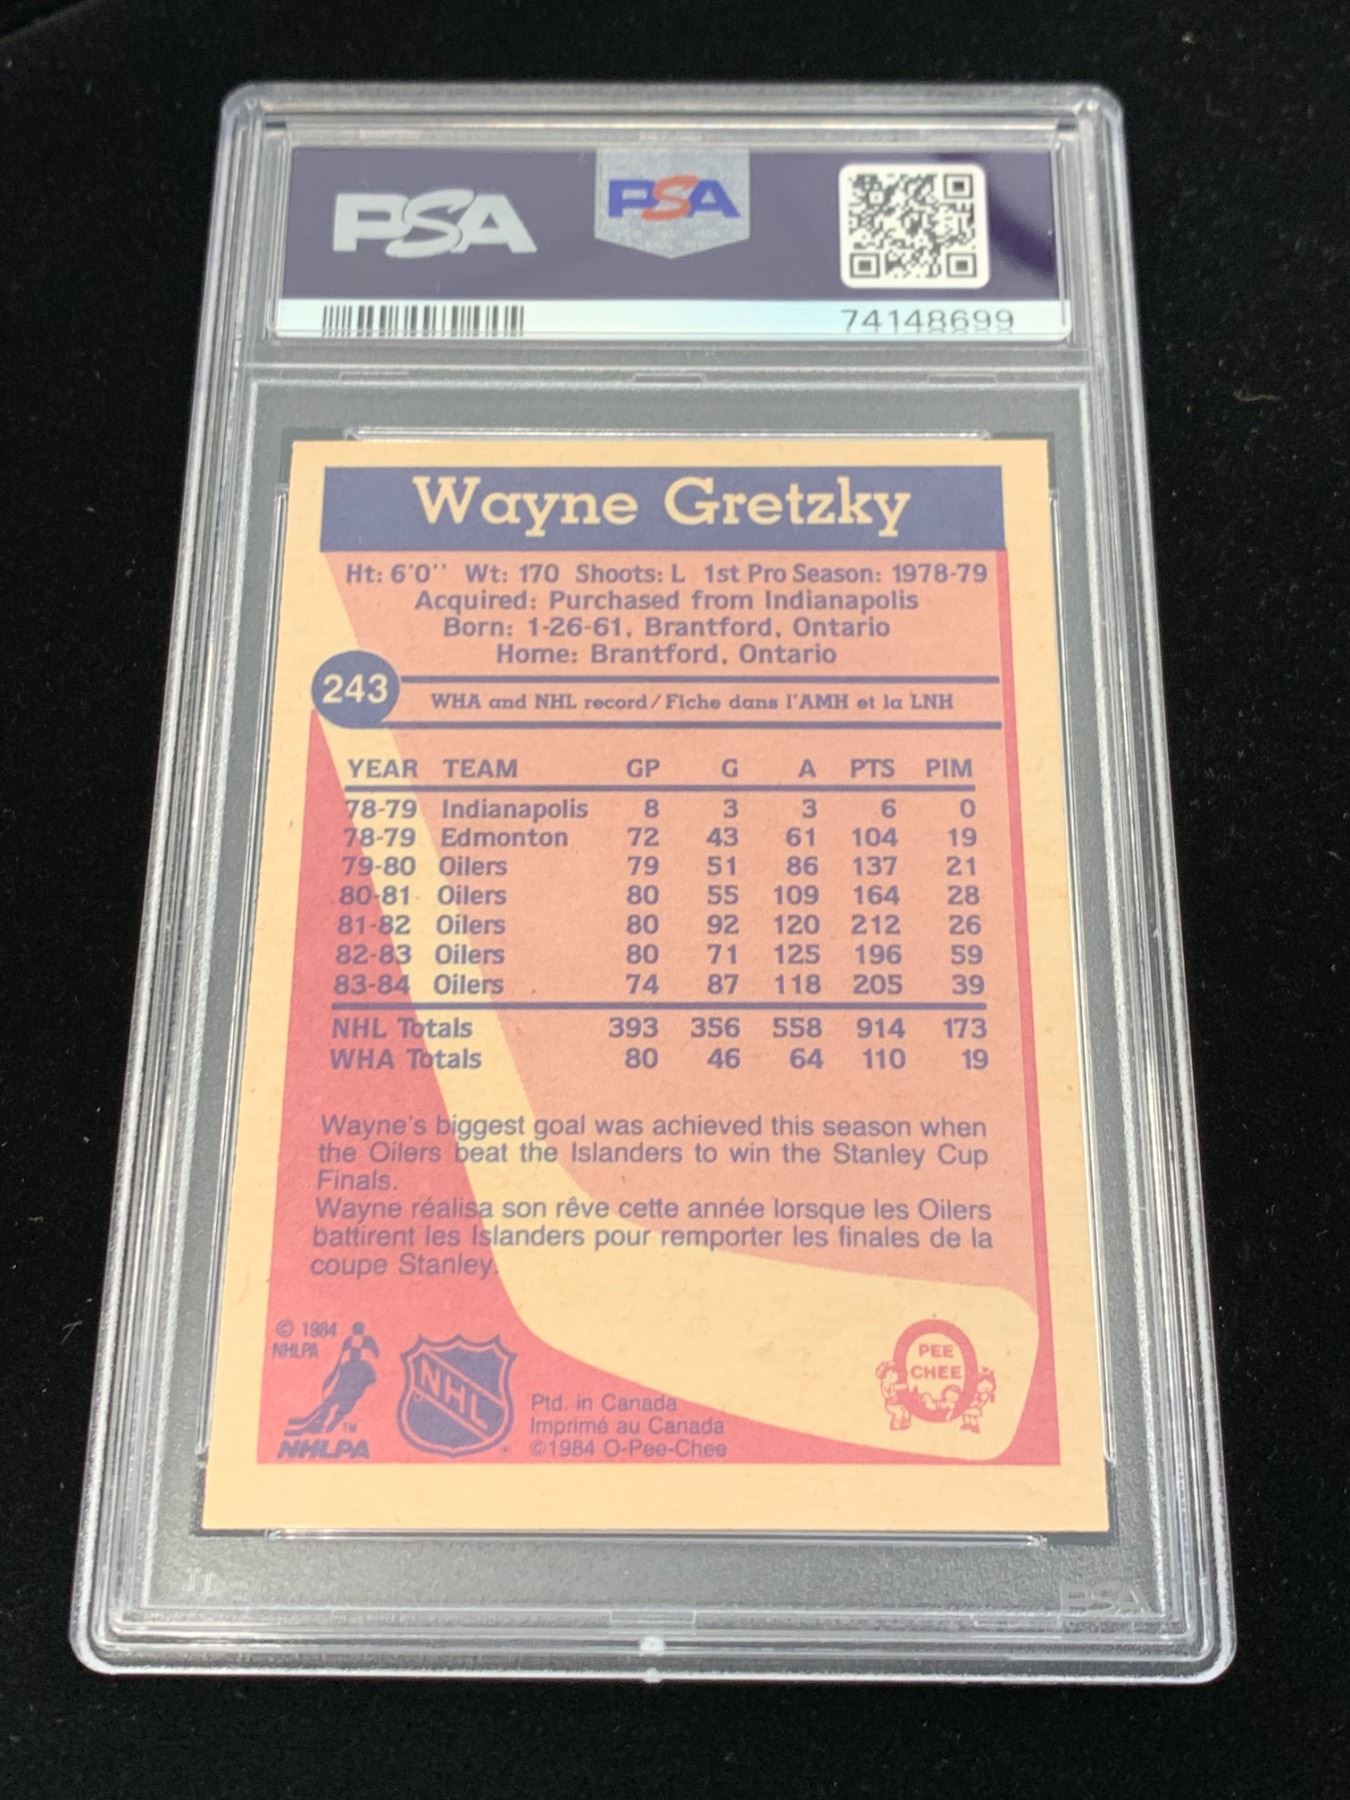 PSA
PSA
74148699
Wayne Gretzky
Ht: 6'0'' Wt: 170 Shoots: L 1st Pro Season: 1978-79
Acquired: Purchased from Indianapolis
Born: 1-26-61, Brantford, Ontario
Home: Brantford, Ontario
243
WHA and NHL record/Fiche dans l'AMH et la LNH
YEAR TEAM GP G A PTS PIM
78-79 Indianapolis 8 3 3 6 0
78-79 Edmonton 72 43 61 104 19
79-80 Oilers 79 51 86 137 21
80-81 Oilers 80 55 109 164 28
81-82 Oilers 80 92 120 212 26
82-83 Oilers 80 71 125 196 59
83-84 Oilers 74 87 118 205 39
NHL Totals 393 356 558 914 173
WHA Totals 80 46 64 110 19
Wayne's biggest goal was achieved this season when
the Oilers beat the Islanders to win the Stanley Cup
Finals.
Wayne réalisa son rêve cette année lorsque les Oilers
battirent les Islanders pour remporter les finales de la
coupe Stanley.
© 1984
NHLPA
TM
NHLPA
NHL
Ptd. in Canada
Imprimé au Canada
©1984 O-Pee-Chee
PEE
CHEE
PSA